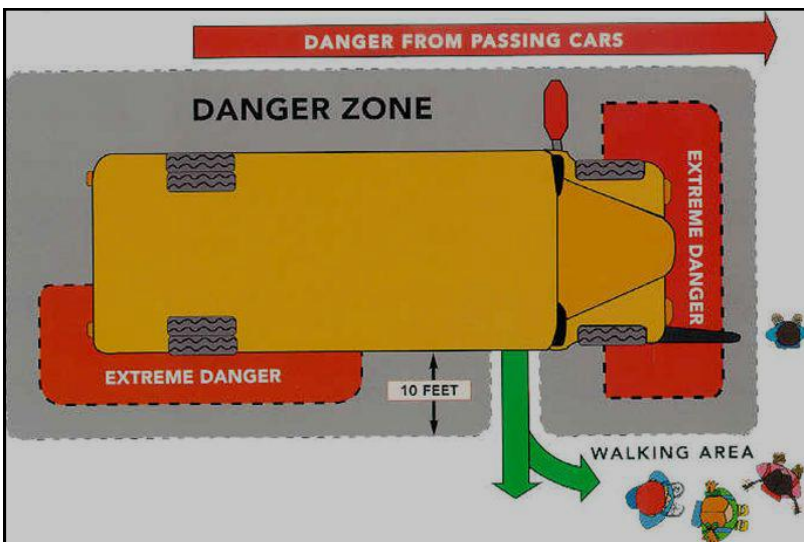 DANGER FROM PASSING CARS
DANGER ZONE
EXTREME DANGER
EXTREME DANGER
10 FEET
WALKING AREA